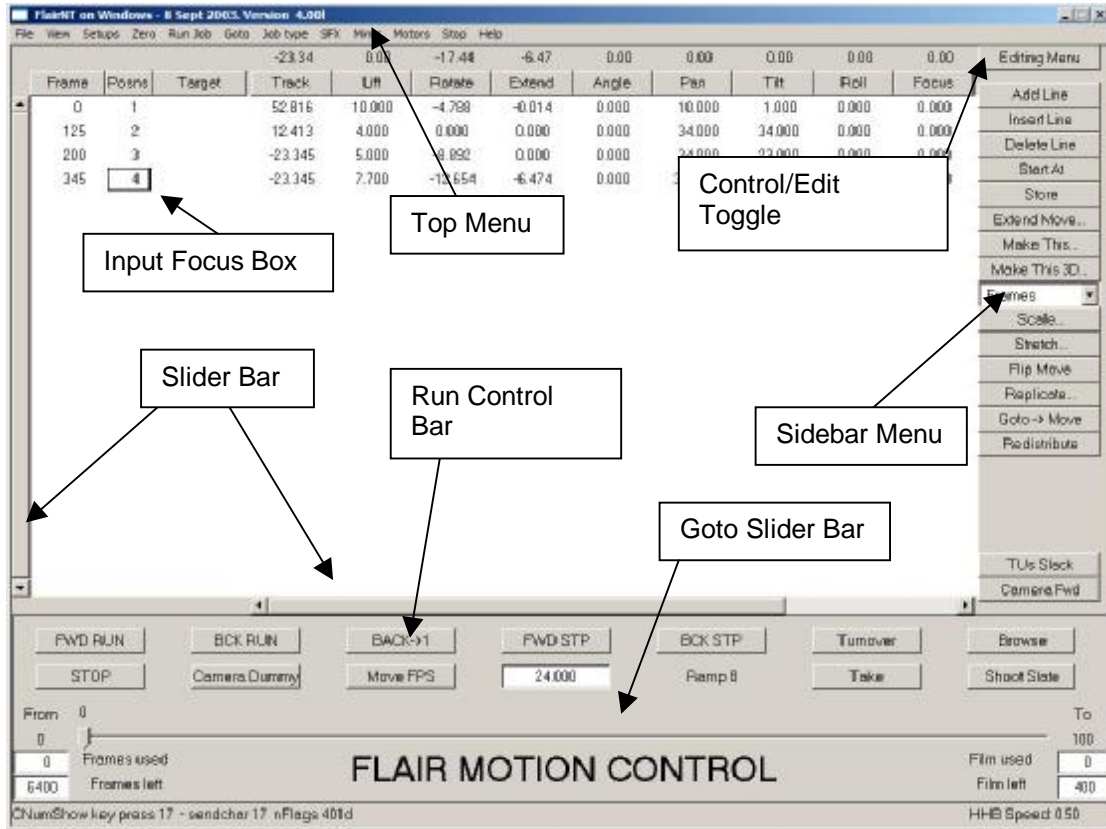 FlairNT on Windows - 8 Sept 2003. Version 4.00l
File View Setups Zero Run Job Goto Job type SFX Motors Stop Help
-23.34 0.00 -17.44 -6.47 0.00 0.00 0.00 0.00 0.00 Editing Menu
Frame Posns Target Track Lift Rotate Extend Angle Pan Tilt Roll Focus
0 1 52.816 10.000 -4.788 -0.014 0.000 10.000 1.000 0.000 0.000
125 2 12.413 4.000 0.000 0.000 0.000 34.000 34.000 0.000 0.000
200 3 -23.345 5.000 0.000 0.000
345 4 -23.345 7.700 -12.654 -6.474 0.000
Add Line
Insert Line
Delete Line
Start At
Store
Extend Move...
Make This...
Make This 3D...
Frames
Scale...
Stretch...
Flip Move
Replicate...
Goto -> Move
Redistribute
TUs Slack
Camera Fwd
Control/Edit
Toggle
Top Menu
Input Focus Box
Slider Bar
Run Control
Bar
Sidebar Menu
Goto Slider Bar
FWD RUN BCK RUN BACK->1 FWD STP BCK STP Turnover Browse
STOP Camera Dummy Move FPS 24.000 Ramp 8 Take Shoot Slate
From 0 To
0 100
0 Frames used FLAIR MOTION CONTROL Film used 0
6400 Frames left Film left 400
CNumShow key press 17 - sendchar 17 nFlags 401d HHB Speed 0.50